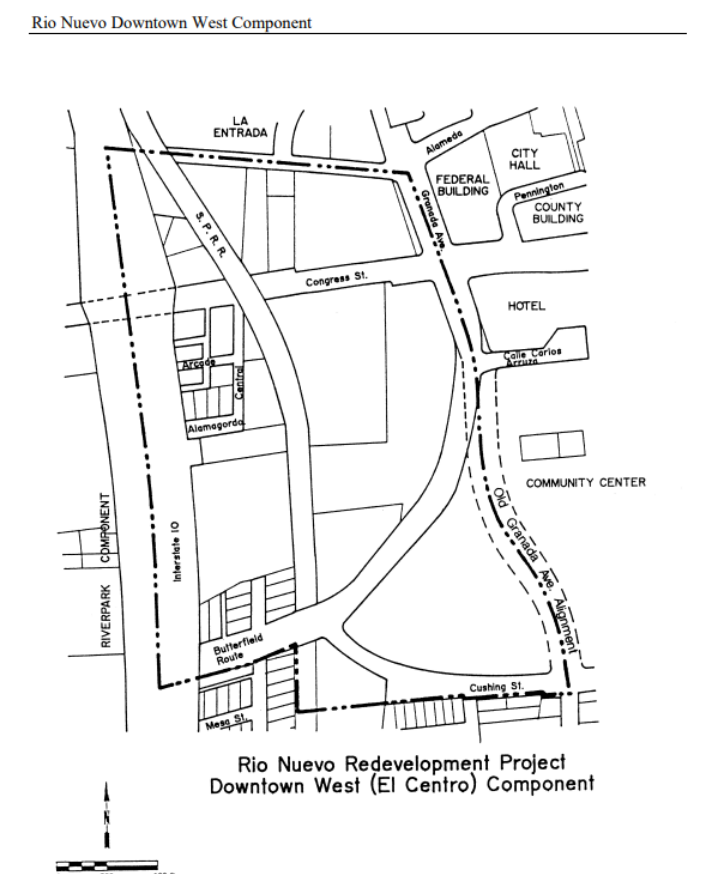 Rio Nuevo Downtown West Component
LA
ENTRADA
Alameda
CITY
HALL
FEDERAL
BUILDING
Pennington
COUNTY
BUILDING
Granada Ave.
S. P. R. R.
Congress St.
HOTEL
Calle Carlos
Arruza
Arcade
Central
Alamagorda
COMMUNITY CENTER
Old Granada Ave. Alignment
RIVERPARK COMPONENT
Interstate 10
Butterfield
Route
Cushing St.
Mesa St.
Rio Nuevo Redevelopment Project
Downtown West (El Centro) Component
N